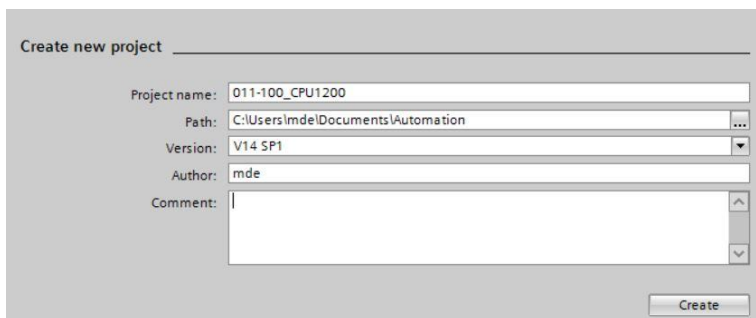 Create new project
Project name: 011-100_CPU1200
Path: C:\Users\mde\Documents\Automation ...
Version: V14 SP1
Author: mde
Comment:
Create